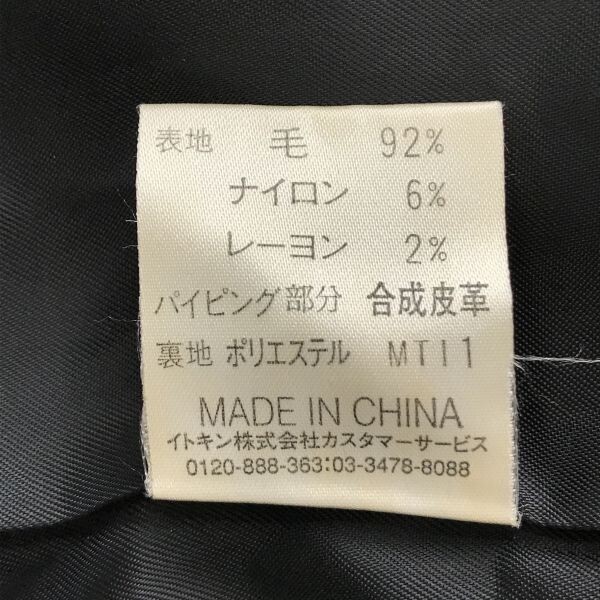 表地 毛 92%
ナイロン 6%
レーヨン 2%
パイピング部分 合成皮革
裏地 ポリエステル MTI1
MADE IN CHINA
イトキン株式会社カスタマーサービス
0120-888-363:03-3478-8088